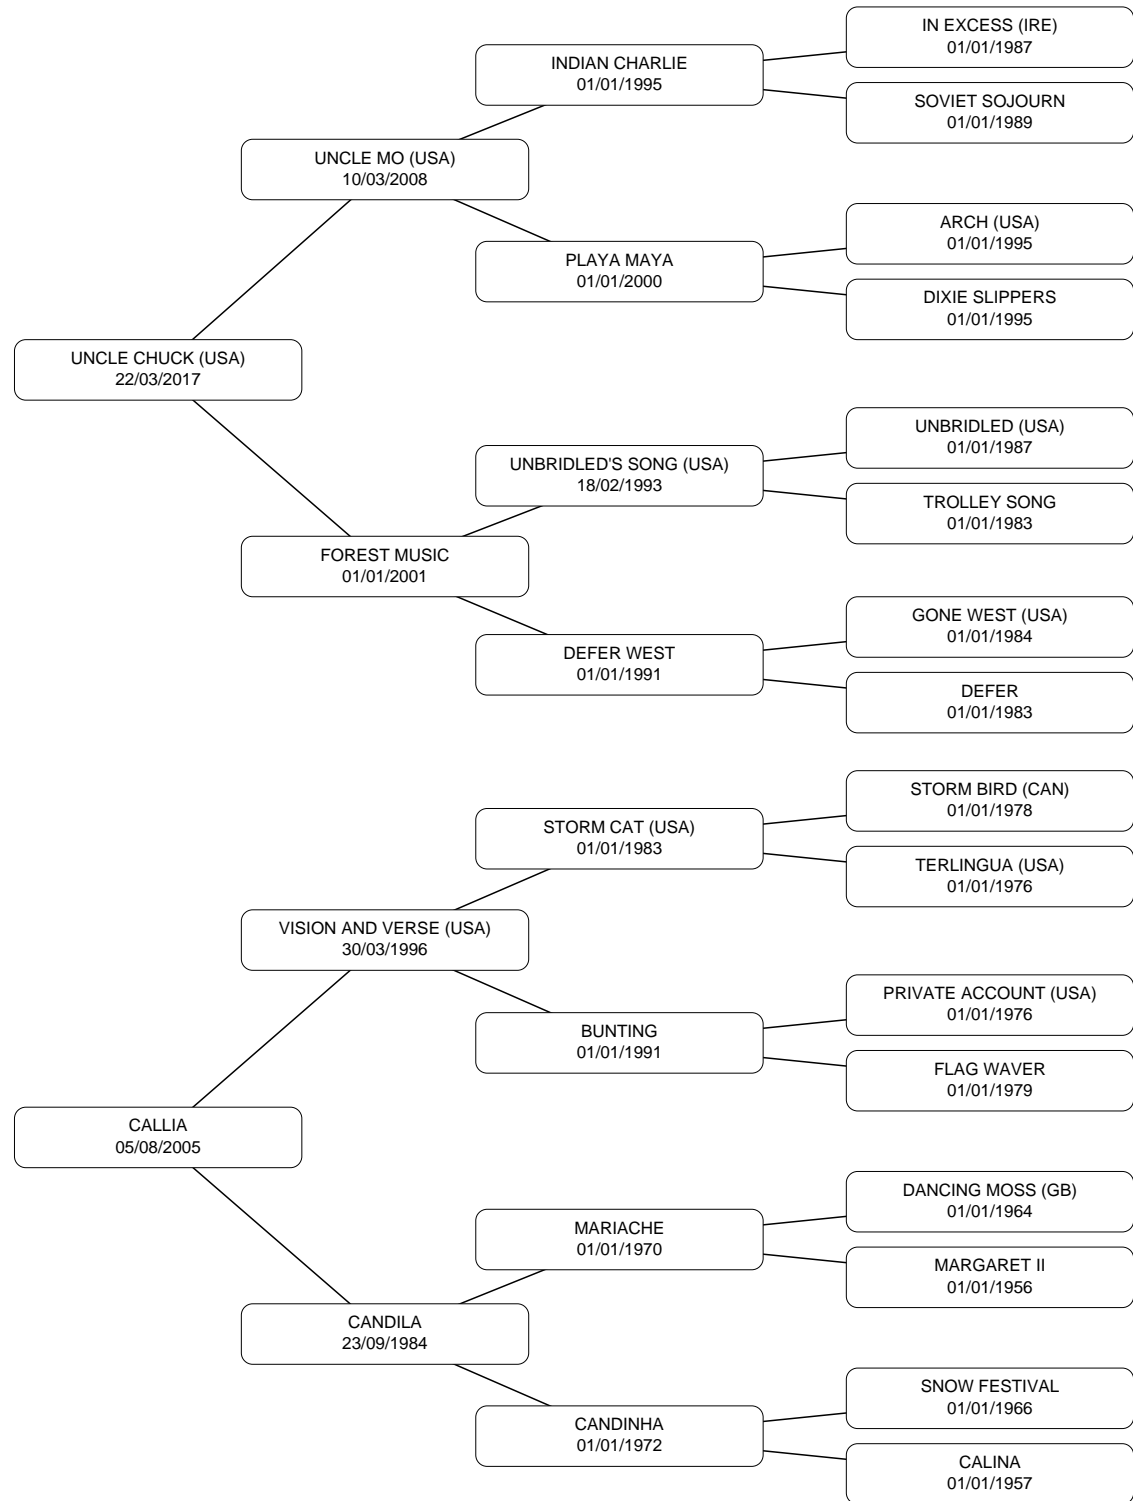 IN EXCESS (IRE)
01/01/1987
INDIAN CHARLIE
01/01/1995
SOVIET SOJOURN
01/01/1989
UNCLE MO (USA)
10/03/2008
ARCH (USA)
01/01/1995
PLAYA MAYA
01/01/2000
DIXIE SLIPPERS
01/01/1995
UNCLE CHUCK (USA)
22/03/2017
UNBRIDLED (USA)
01/01/1987
UNBRIDLED'S SONG (USA)
18/02/1993
TROLLEY SONG
01/01/1983
FOREST MUSIC
01/01/2001
GONE WEST (USA)
01/01/1984
DEFER WEST
01/01/1991
DEFER
01/01/1983
STORM BIRD (CAN)
01/01/1978
STORM CAT (USA)
01/01/1983
TERLINGUA (USA)
01/01/1976
VISION AND VERSE (USA)
30/03/1996
PRIVATE ACCOUNT (USA)
01/01/1976
BUNTING
01/01/1991
FLAG WAVER
01/01/1979
CALLIA
05/08/2005
DANCING MOSS (GB)
01/01/1964
MARIACHE
01/01/1970
MARGARET II
01/01/1956
CANDILA
23/09/1984
SNOW FESTIVAL
01/01/1966
CANDINHA
01/01/1972
CALINA
01/01/1957